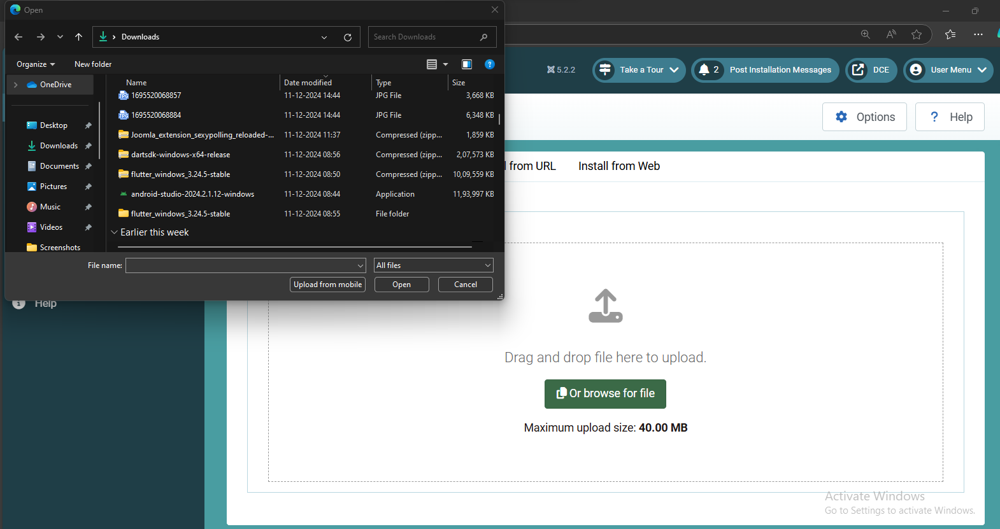 Open
Downloads
Search Downloads
Organize
New folder
OneDrive
Desktop
Downloads
Documents
Pictures
Music
Videos
Screenshots
Name Date modified Type Size
1695520068857 11-12-2024 14:44 JPG File 3,668 KB
1695520068884 11-12-2024 14:44 JPG File 6,348 KB
Joomla_extension_sexypolling_reloaded-... 11-12-2024 11:37 Compressed (zipp... 1,859 KB
dartsdk-windows-x64-release 11-12-2024 08:56 Compressed (zipp... 2,07,573 KB
flutter_windows_3.24.5-stable 11-12-2024 08:50 Compressed (zipp... 10,09,559 KB
android-studio-2024.2.1.12-windows 11-12-2024 08:44 Application 11,93,997 KB
flutter_windows_3.24.5-stable 11-12-2024 08:55 File folder
Earlier this week
File name:
All files
Upload from mobile
Open
Cancel
5.2.2
Take a Tour
2 Post Installation Messages
DCE
User Menu
Options
? Help
from URL
Install from Web
Help
Drag and drop file here to upload.
Or browse for file
Maximum upload size: 40.00 MB
Activate Windows
Go to Settings to activate Windows.